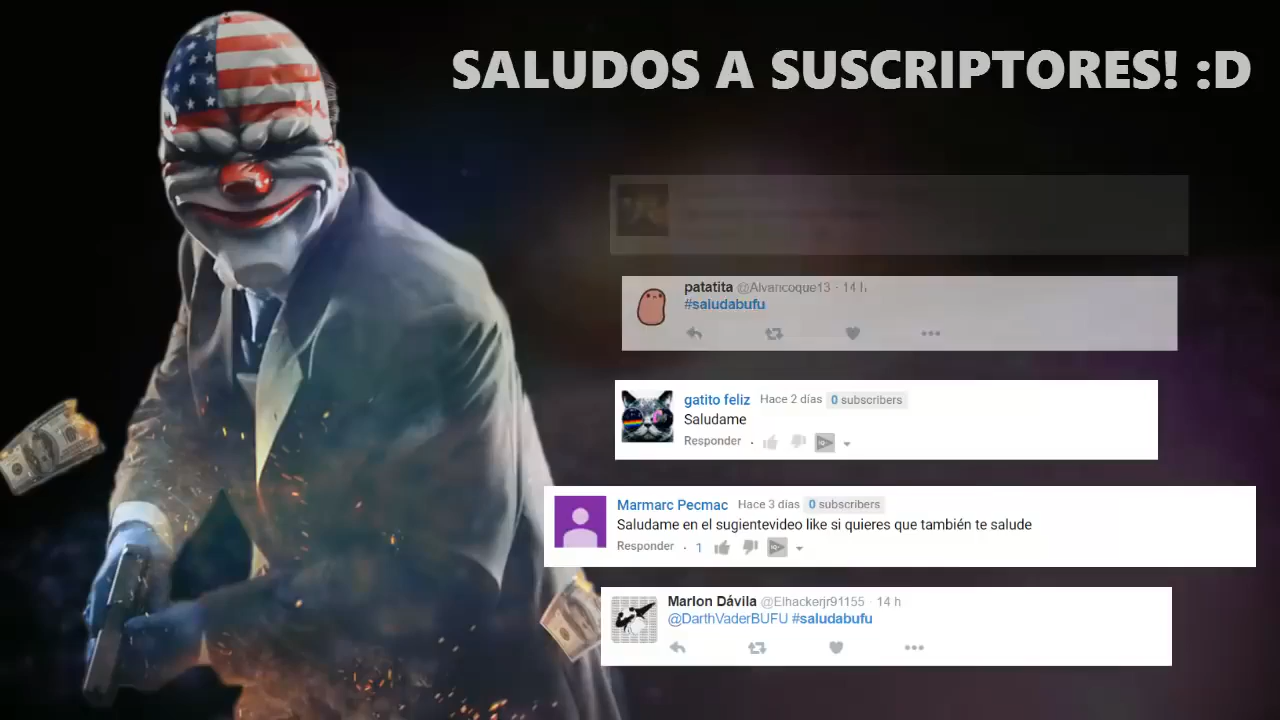 SALUDOS A SUSCRIPTORES! :D
patatita @Alvaricoque13 · 14 h
#saludabufu
gatito feliz Hace 2 días 0 subscribers
Saludame
Responder ·
Marmarc Pecmac Hace 3 días 0 subscribers
Saludame en el sugientevideo like si quieres que también te salude
Responder · 1
Marlon Dávila @Elhackerjr91155 · 14 h
@DarthVaderBUFU #saludabufu